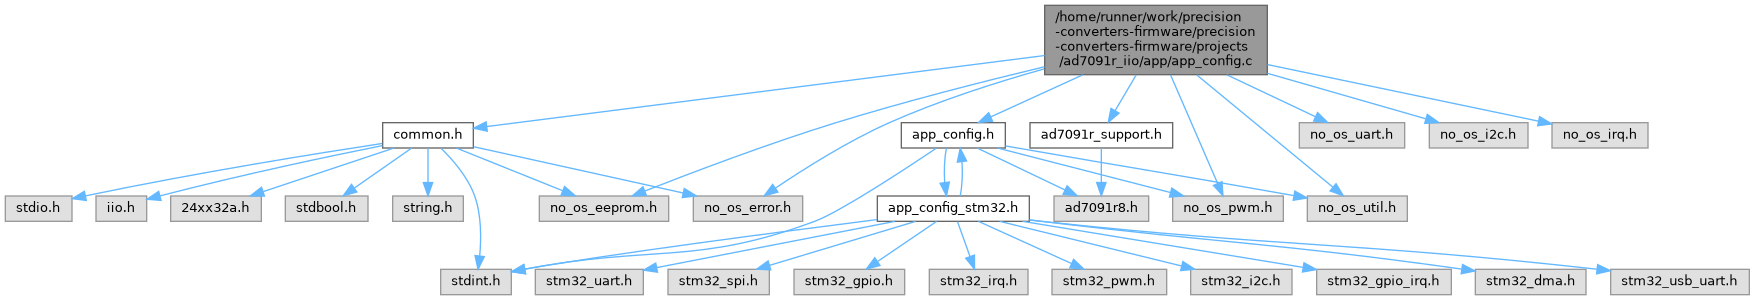 /home/runner/work/precision
-converters-firmware/precision
-converters-firmware/projects
/ad7091r_iio/app/app_config.c
common.h
app_config.h
ad7091r_support.h
no_os_uart.h
no_os_i2c.h
no_os_irq.h
stdio.h
iio.h
24xx32a.h
stdbool.h
string.h
no_os_eeprom.h
no_os_error.h
app_config_stm32.h
ad7091r8.h
no_os_pwm.h
no_os_util.h
stdint.h
stm32_uart.h
stm32_spi.h
stm32_gpio.h
stm32_irq.h
stm32_pwm.h
stm32_i2c.h
stm32_gpio_irq.h
stm32_dma.h
stm32_usb_uart.h